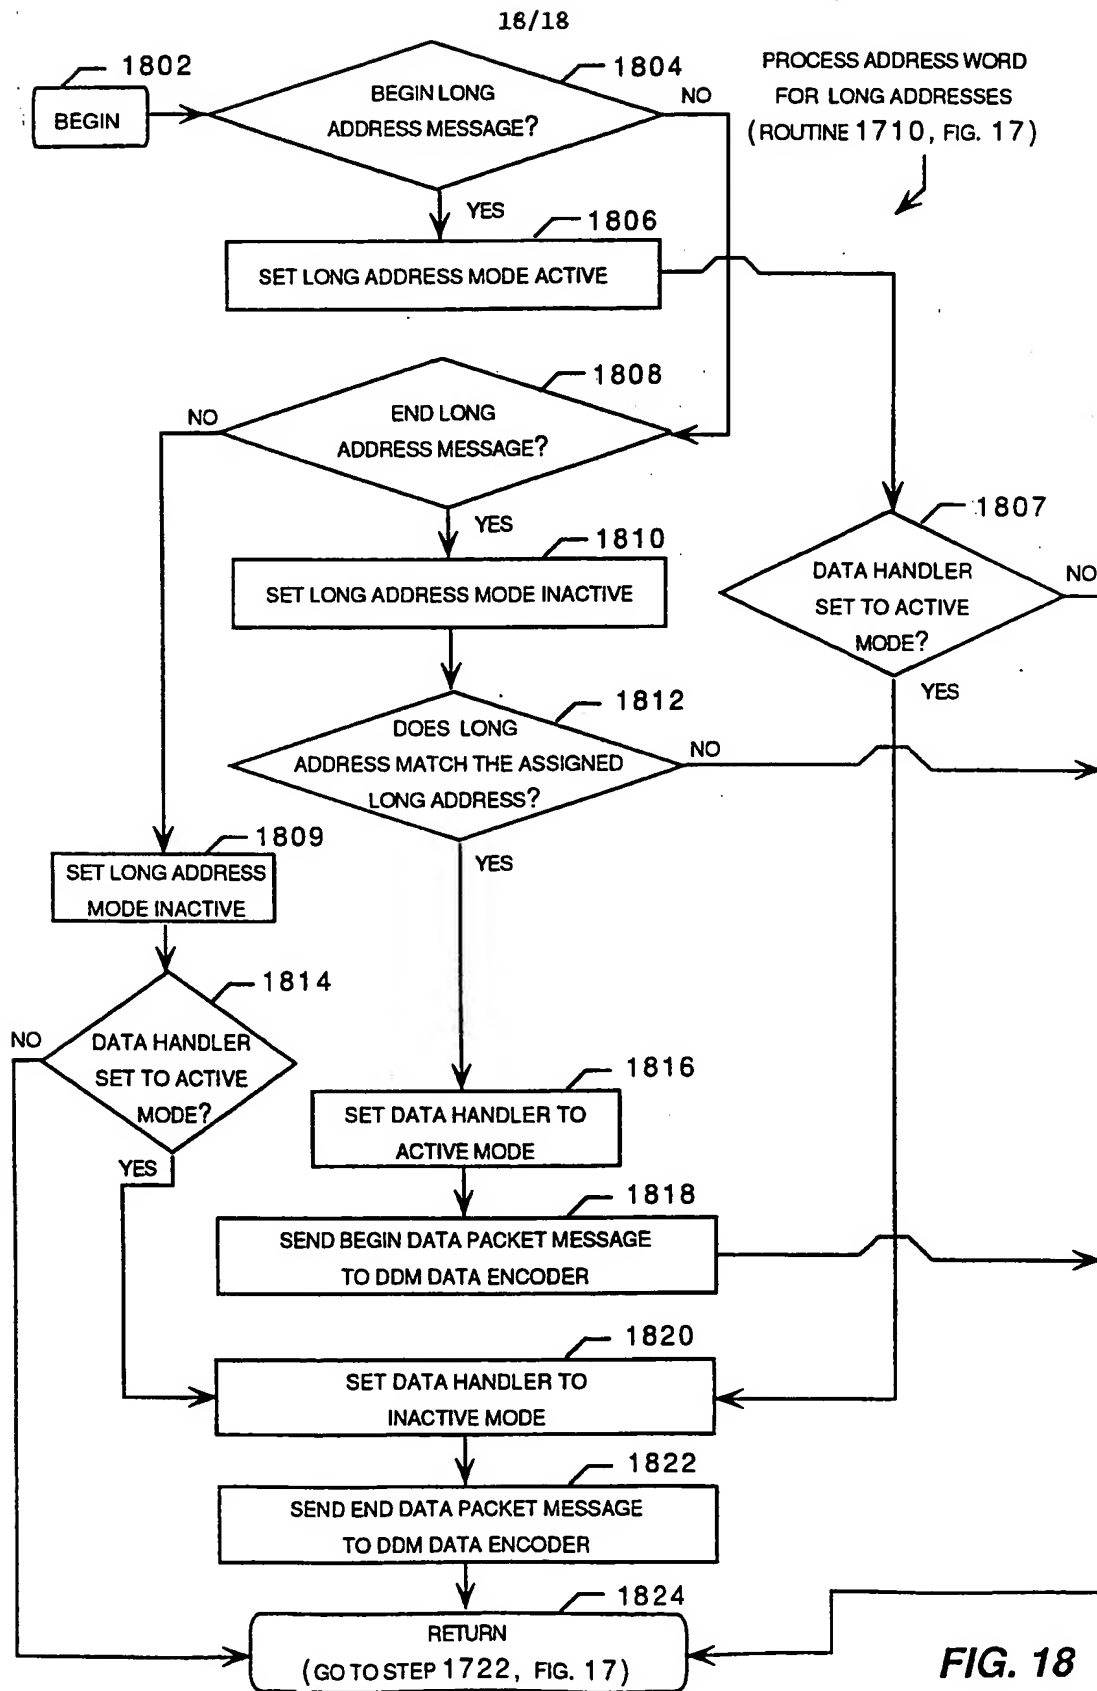 18/18
1802
BEGIN
1804
BEGIN LONG
ADDRESS MESSAGE?
NO
PROCESS ADDRESS WORD
FOR LONG ADDRESSES
(ROUTINE 1710, FIG. 17)
YES
1806
SET LONG ADDRESS MODE ACTIVE
1808
NO
END LONG
ADDRESS MESSAGE?
YES
1810
SET LONG ADDRESS MODE INACTIVE
1807
DATA HANDLER
SET TO ACTIVE
MODE?
NO
YES
1812
DOES LONG
ADDRESS MATCH THE ASSIGNED
LONG ADDRESS?
NO
YES
1809
SET LONG ADDRESS
MODE INACTIVE
1814
NO
DATA HANDLER
SET TO ACTIVE
MODE?
YES
1816
SET DATA HANDLER TO
ACTIVE MODE
1818
SEND BEGIN DATA PACKET MESSAGE
TO DDM DATA ENCODER
1820
SET DATA HANDLER TO
INACTIVE MODE
1822
SEND END DATA PACKET MESSAGE
TO DDM DATA ENCODER
1824
RETURN
(GO TO STEP 1722, FIG. 17)
FIG. 18